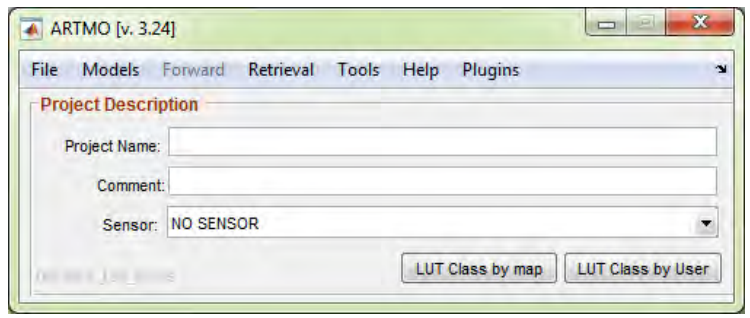 ARTMO [v. 3.24]
File Models Forward Retrieval Tools Help Plugins
Project Description
Project Name:
Comment:
Sensor: NO SENSOR
LUT Class by map LUT Class by User